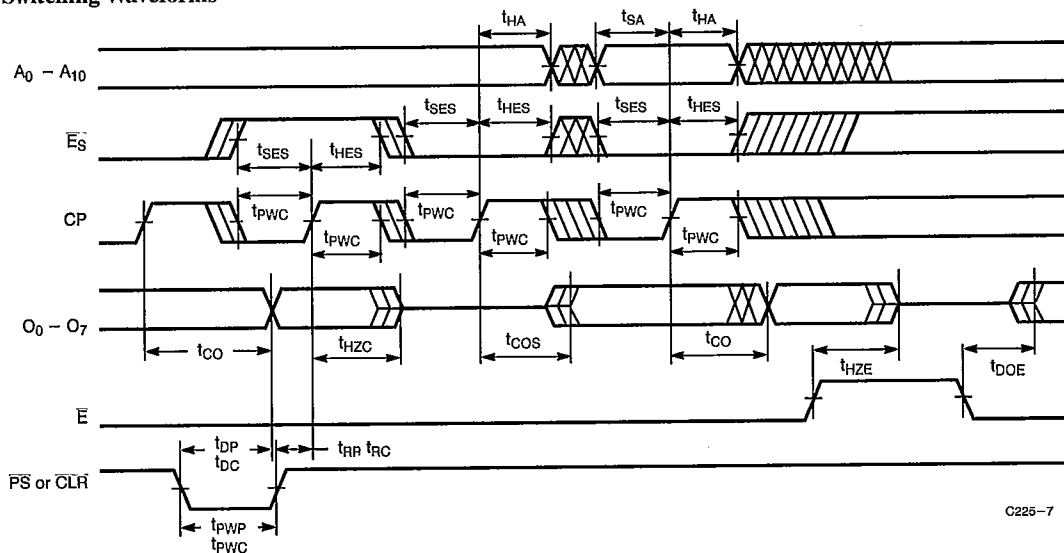 Switching Waveforms
tHA tSA tHA
A0 – A10
tSES tHES tSES tHES
ES
tSES tHES
CP
tPWC tPWC tPWC
tPWC tPWC tPWC
O0 – O7
tCO tHZC tCOS tCO
tHZE tDOE
E
tDP tRP, tRC
tDC
PS or CLR
tPWP
tPWC
C225–7